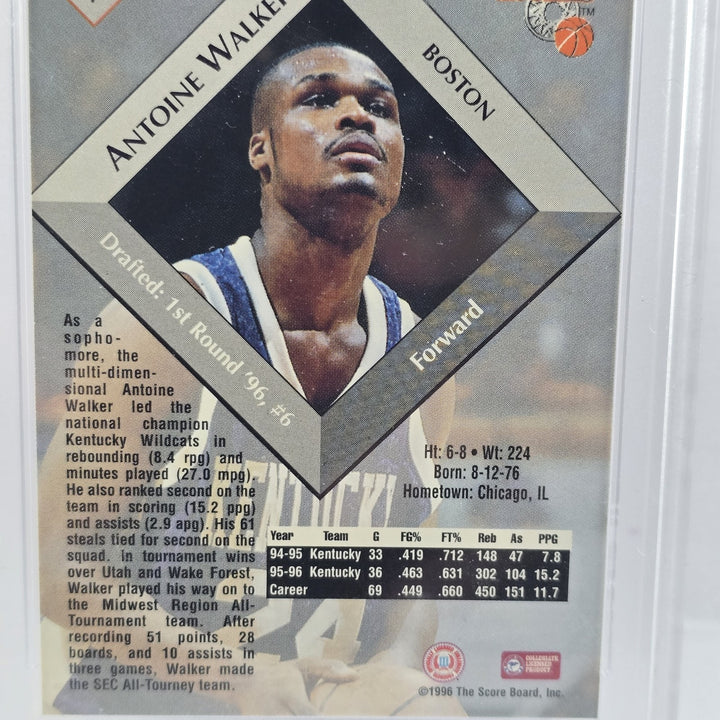 TM
ANTOINE WALKER
BOSTON
Drafted: 1st Round '96, #6
Forward
As a
sopho-
more, the
multi-dimen-
sional Antoine
Walker led the
national champion
Kentucky Wildcats in
rebounding (8.4 rpg) and
minutes played (27.0 mpg).
He also ranked second on the
team in scoring (15.2 ppg)
and assists (2.9 apg). His 61
steals tied for second on the
squad. In tournament wins
over Utah and Wake Forest,
Walker played his way on to
the Midwest Region All-
Tournament team. After
recording 51 points, 28
boards, and 10 assists in
three games, Walker made
the SEC All-Tourney team.
Ht: 6-8 • Wt: 224
Born: 8-12-76
Hometown: Chicago, IL
Year Team G FG% FT% Reb As PPG
94-95 Kentucky 33 .419 .712 148 47 7.8
95-96 Kentucky 36 .463 .631 302 104 15.2
Career 69 .449 .660 450 151 11.7
KENTUCKY
COLLEGIATE
LICENSED
PRODUCT
©1996 The Score Board, Inc.